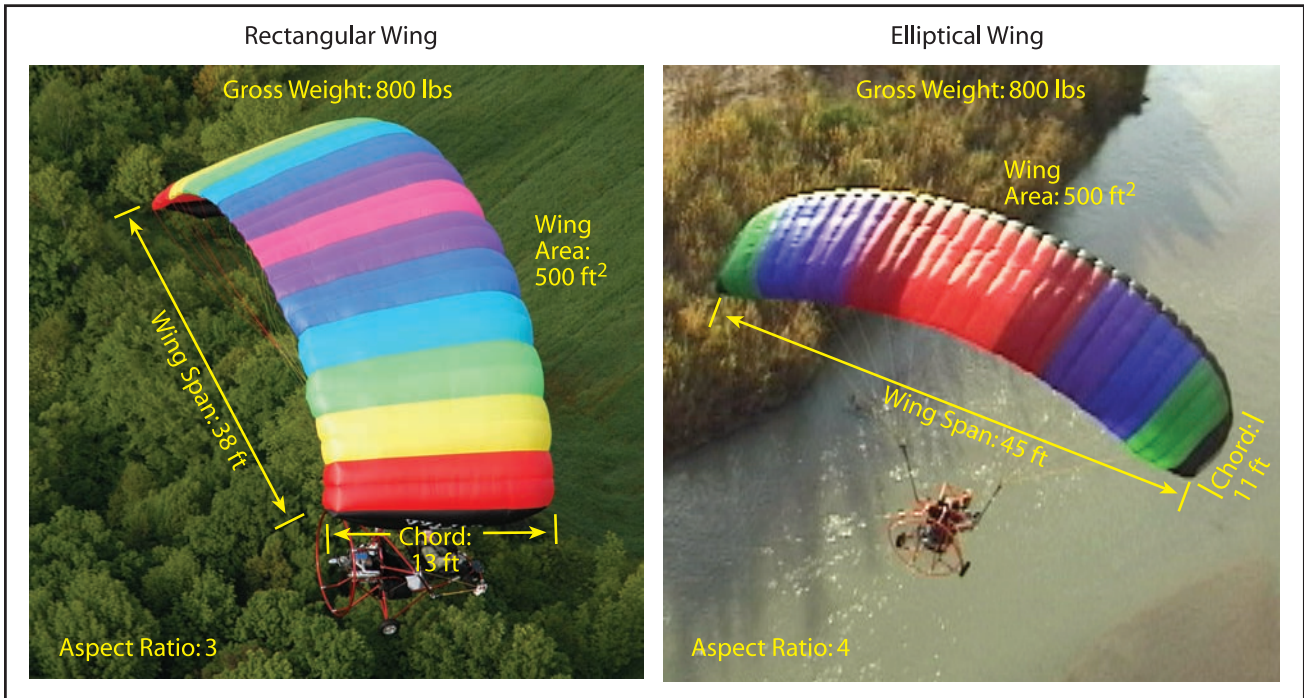 Rectangular Wing
Gross Weight: 800 lbs
Wing
Area:
500 ft²
Wing Span: 38 ft
Chord:
13 ft
Aspect Ratio: 3
Elliptical Wing
Gross Weight: 800 lbs
Wing
Area: 500 ft²
Wing Span: 45 ft
Chord:
11 ft
Aspect Ratio: 4